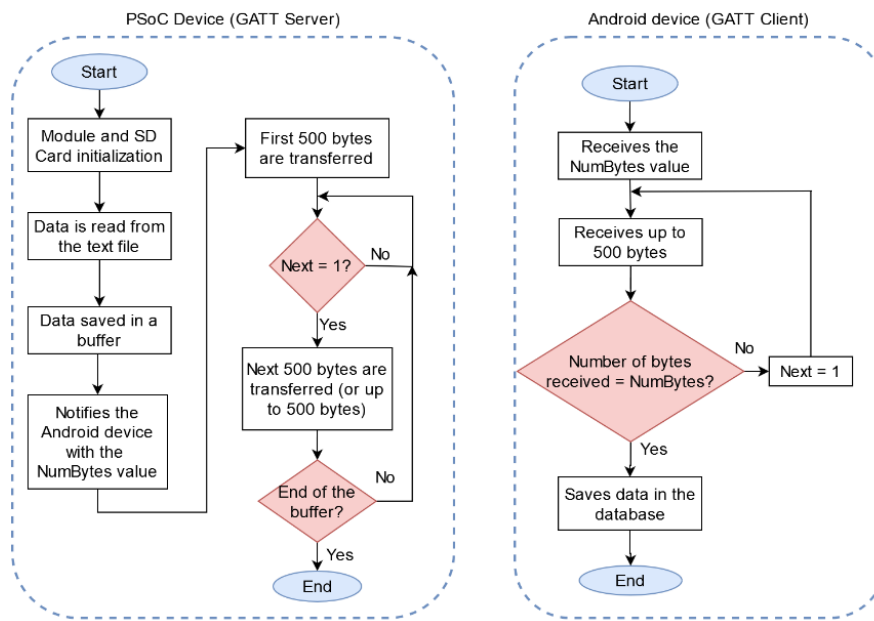 PSoC Device (GATT Server)
Start
Module and SD
Card initialization
Data is read from
the text file
Data saved in a
buffer
Notifies the
Android device
with the
NumBytes value
First 500 bytes
are transferred
Next = 1?
No
Yes
Next 500 bytes are
transferred (or up
to 500 bytes)
End of the
buffer?
No
Yes
End
Android device (GATT Client)
Start
Receives the
NumBytes value
Receives up to
500 bytes
Number of bytes
received = NumBytes?
No
Next = 1
Yes
Saves data in the
database
End